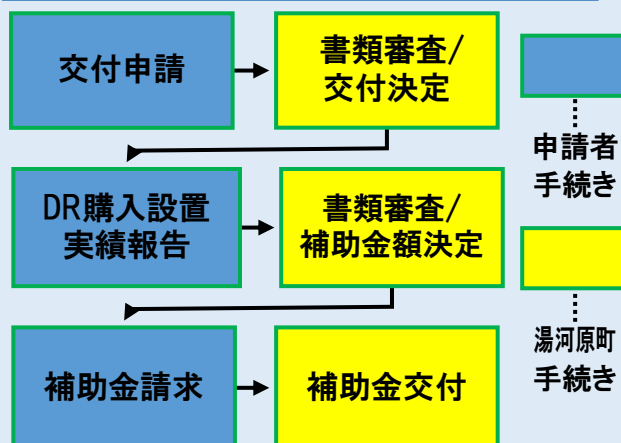 交付申請
書類審査/
交付決定
申請者
手続き
DR購入設置
実績報告
書類審査/
補助金額決定
湯河原町
手続き
補助金請求
補助金交付